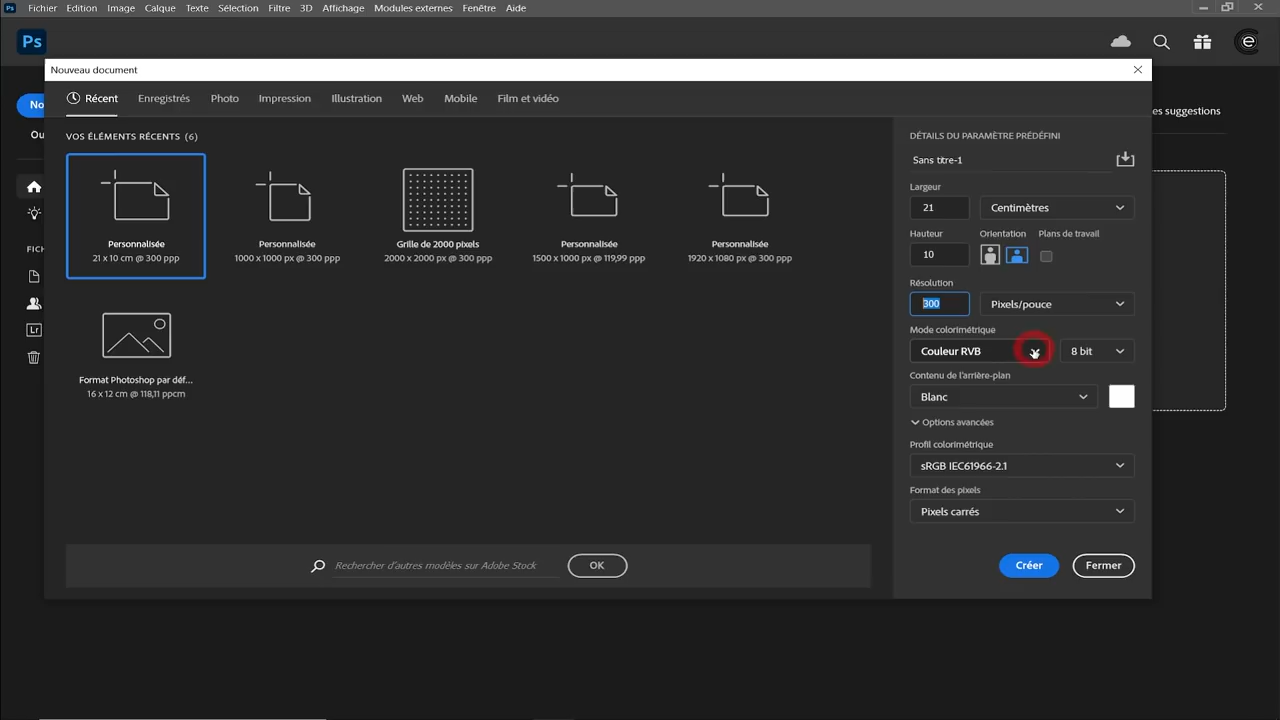 Ps
Fichier Edition Image Calque Texte Sélection Filtre 3D Affichage Modules externes Fenêtre Aide
Ps
Nouveau document
Récent Enregistrés Photo Impression Illustration Web Mobile Film et vidéo
No
Ou
es suggestions
FICH
Lr
VOS ÉLÉMENTS RÉCENTS (6)
Personnalisée
21 x 10 cm @ 300 ppp
Personnalisée
1000 x 1000 px @ 300 ppp
Grille de 2000 pixels
2000 x 2000 px @ 300 ppp
Personnalisée
1500 x 1000 px @ 119,99 ppp
Personnalisée
1920 x 1080 px @ 300 ppp
Format Photoshop par déf...
16 x 12 cm @ 118,11 ppcm
Rechercher d'autres modèles sur Adobe Stock
OK
DÉTAILS DU PARAMÈTRE PRÉDÉFINI
Sans titre-1
Largeur
21 Centimètres
Hauteur Orientation Plans de travail
10
Résolution
300 Pixels/pouce
Mode colorimétrique
Couleur RVB 8 bit
Contenu de l'arrière-plan
Blanc
Options avancées
Profil colorimétrique
sRGB IEC61966-2.1
Format des pixels
Pixels carrés
Créer Fermer